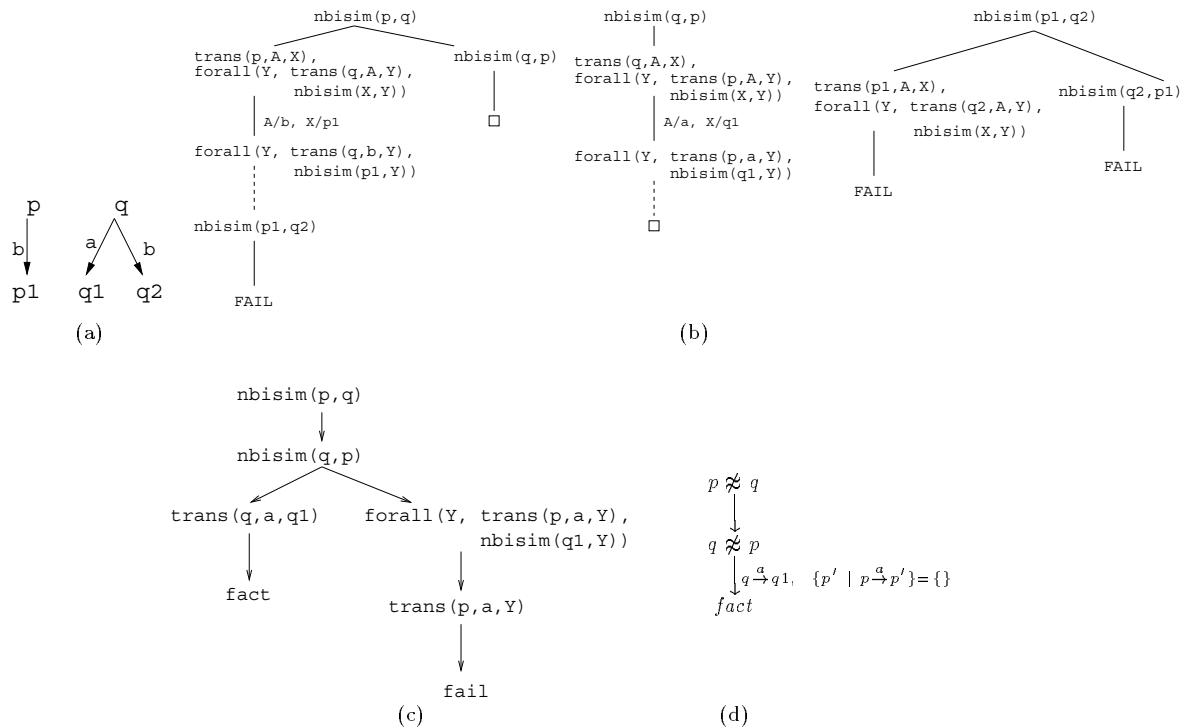 nbisim(p,q)
trans(p,A,X),
forall(Y, trans(q,A,Y),
nbisim(X,Y))
nbisim(q,p)
A/b, X/p1
forall(Y, trans(q,b,Y),
nbisim(p1,Y))
nbisim(p1,q2)
FAIL
p
q
b
a
b
p1
q1
q2
(a)
nbisim(q,p)
trans(q,A,X),
forall(Y, trans(p,A,Y),
nbisim(X,Y))
A/a, X/q1
forall(Y, trans(p,a,Y),
nbisim(q1,Y))
nbisim(p1,q2)
trans(p1,A,X),
forall(Y, trans(q2,A,Y),
nbisim(X,Y))
nbisim(q2,p1)
FAIL
FAIL
(b)
nbisim(p,q)
nbisim(q,p)
trans(q,a,q1)
forall(Y, trans(p,a,Y),
nbisim(q1,Y))
fact
trans(p,a,Y)
fail
(c)
p ≉ q
q ≉ p
q →a q1, {p′ | p →a p′}={}
fact
(d)